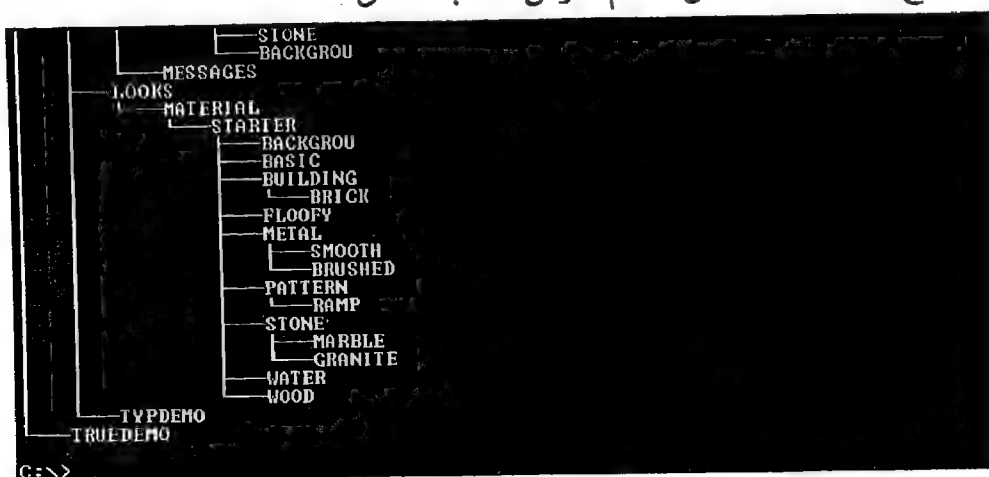 STONE
BACKGROU
MESSAGES
LOOKS
MATERIAL
STARTER
BACKGROU
BASIC
BUILDING
BRICK
FLOOFY
METAL
SMOOTH
BRUSHED
PATTERN
RAMP
STONE
MARBLE
GRANITE
WATER
WOOD
TYPDEMO
TRUEDEMO
C:\>